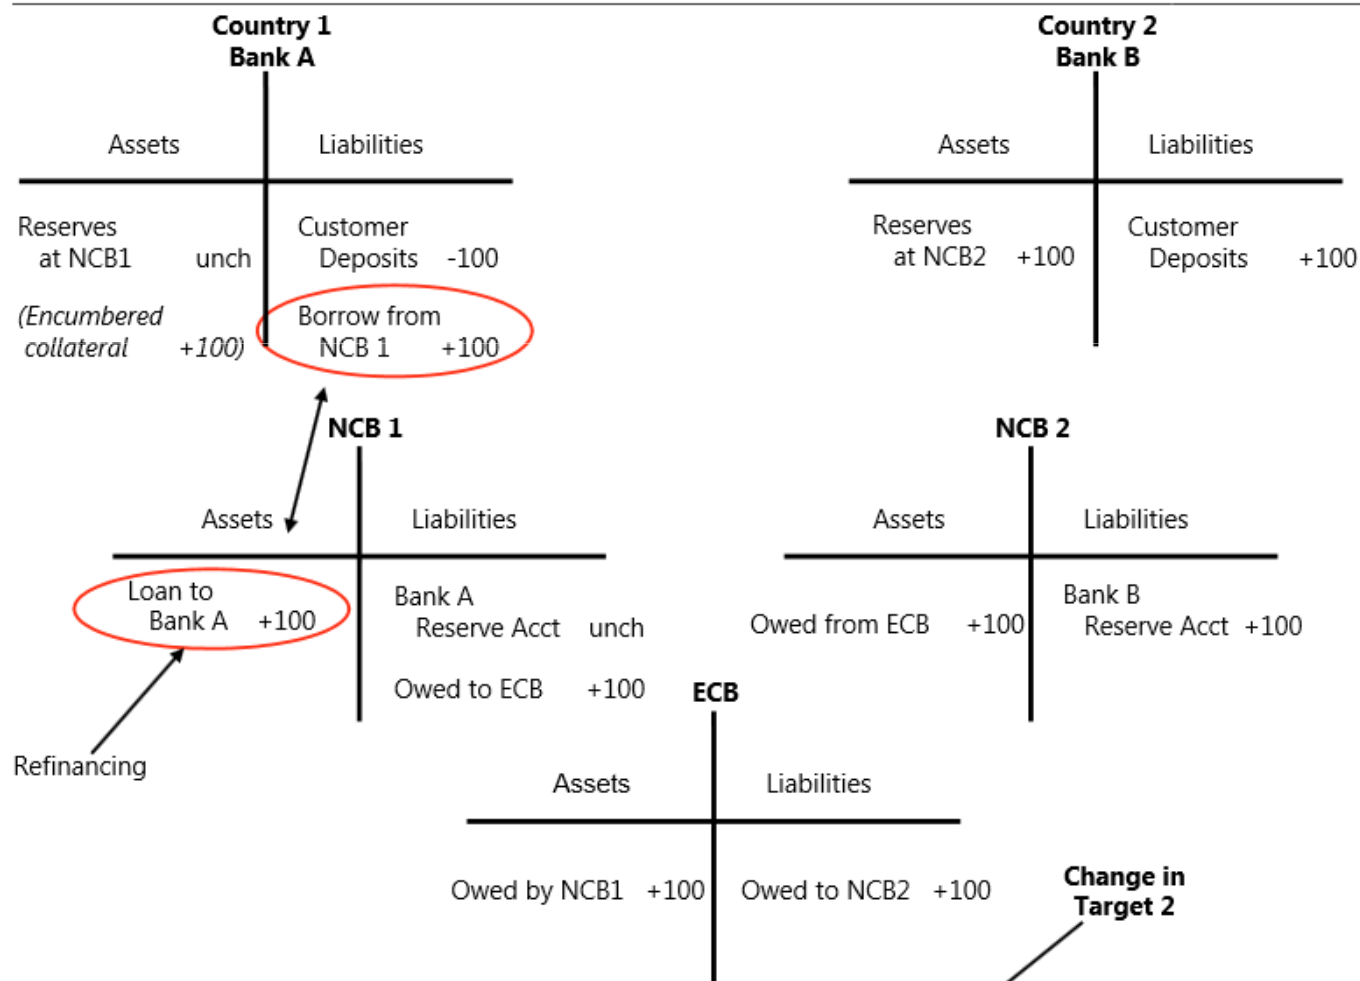 Country 1
Bank A
Assets
Liabilities
Reserves
at NCB1 unch
Customer
Deposits -100
(Encumbered
collateral +100)
Borrow from
NCB 1 +100
Country 2
Bank B
Assets
Liabilities
Reserves
at NCB2 +100
Customer
Deposits +100
NCB 1
Assets
Liabilities
Loan to
Bank A +100
Bank A
Reserve Acct unch
Owed to ECB +100
Refinancing
NCB 2
Assets
Liabilities
Owed from ECB +100
Bank B
Reserve Acct +100
ECB
Assets
Liabilities
Owed by NCB1 +100
Owed to NCB2 +100
Change in
Target 2